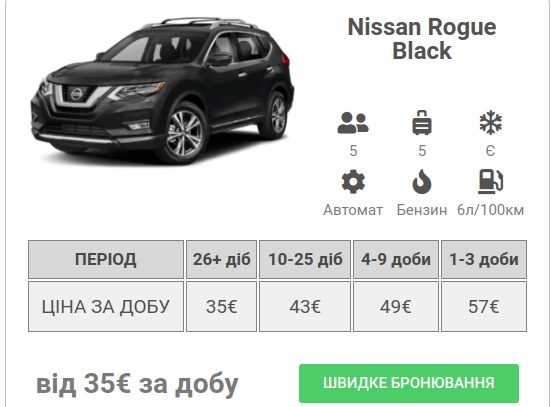 Nissan Rogue
Black
5
5
Є
Автомат
Бензин
6л/100км
ПЕРІОД 26+ діб 10-25 діб 4-9 доби 1-3 доби
ЦІНА ЗА ДОБУ 35€ 43€ 49€ 57€
від 35€ за добу
ШВИДКЕ БРОНЮВАННЯ